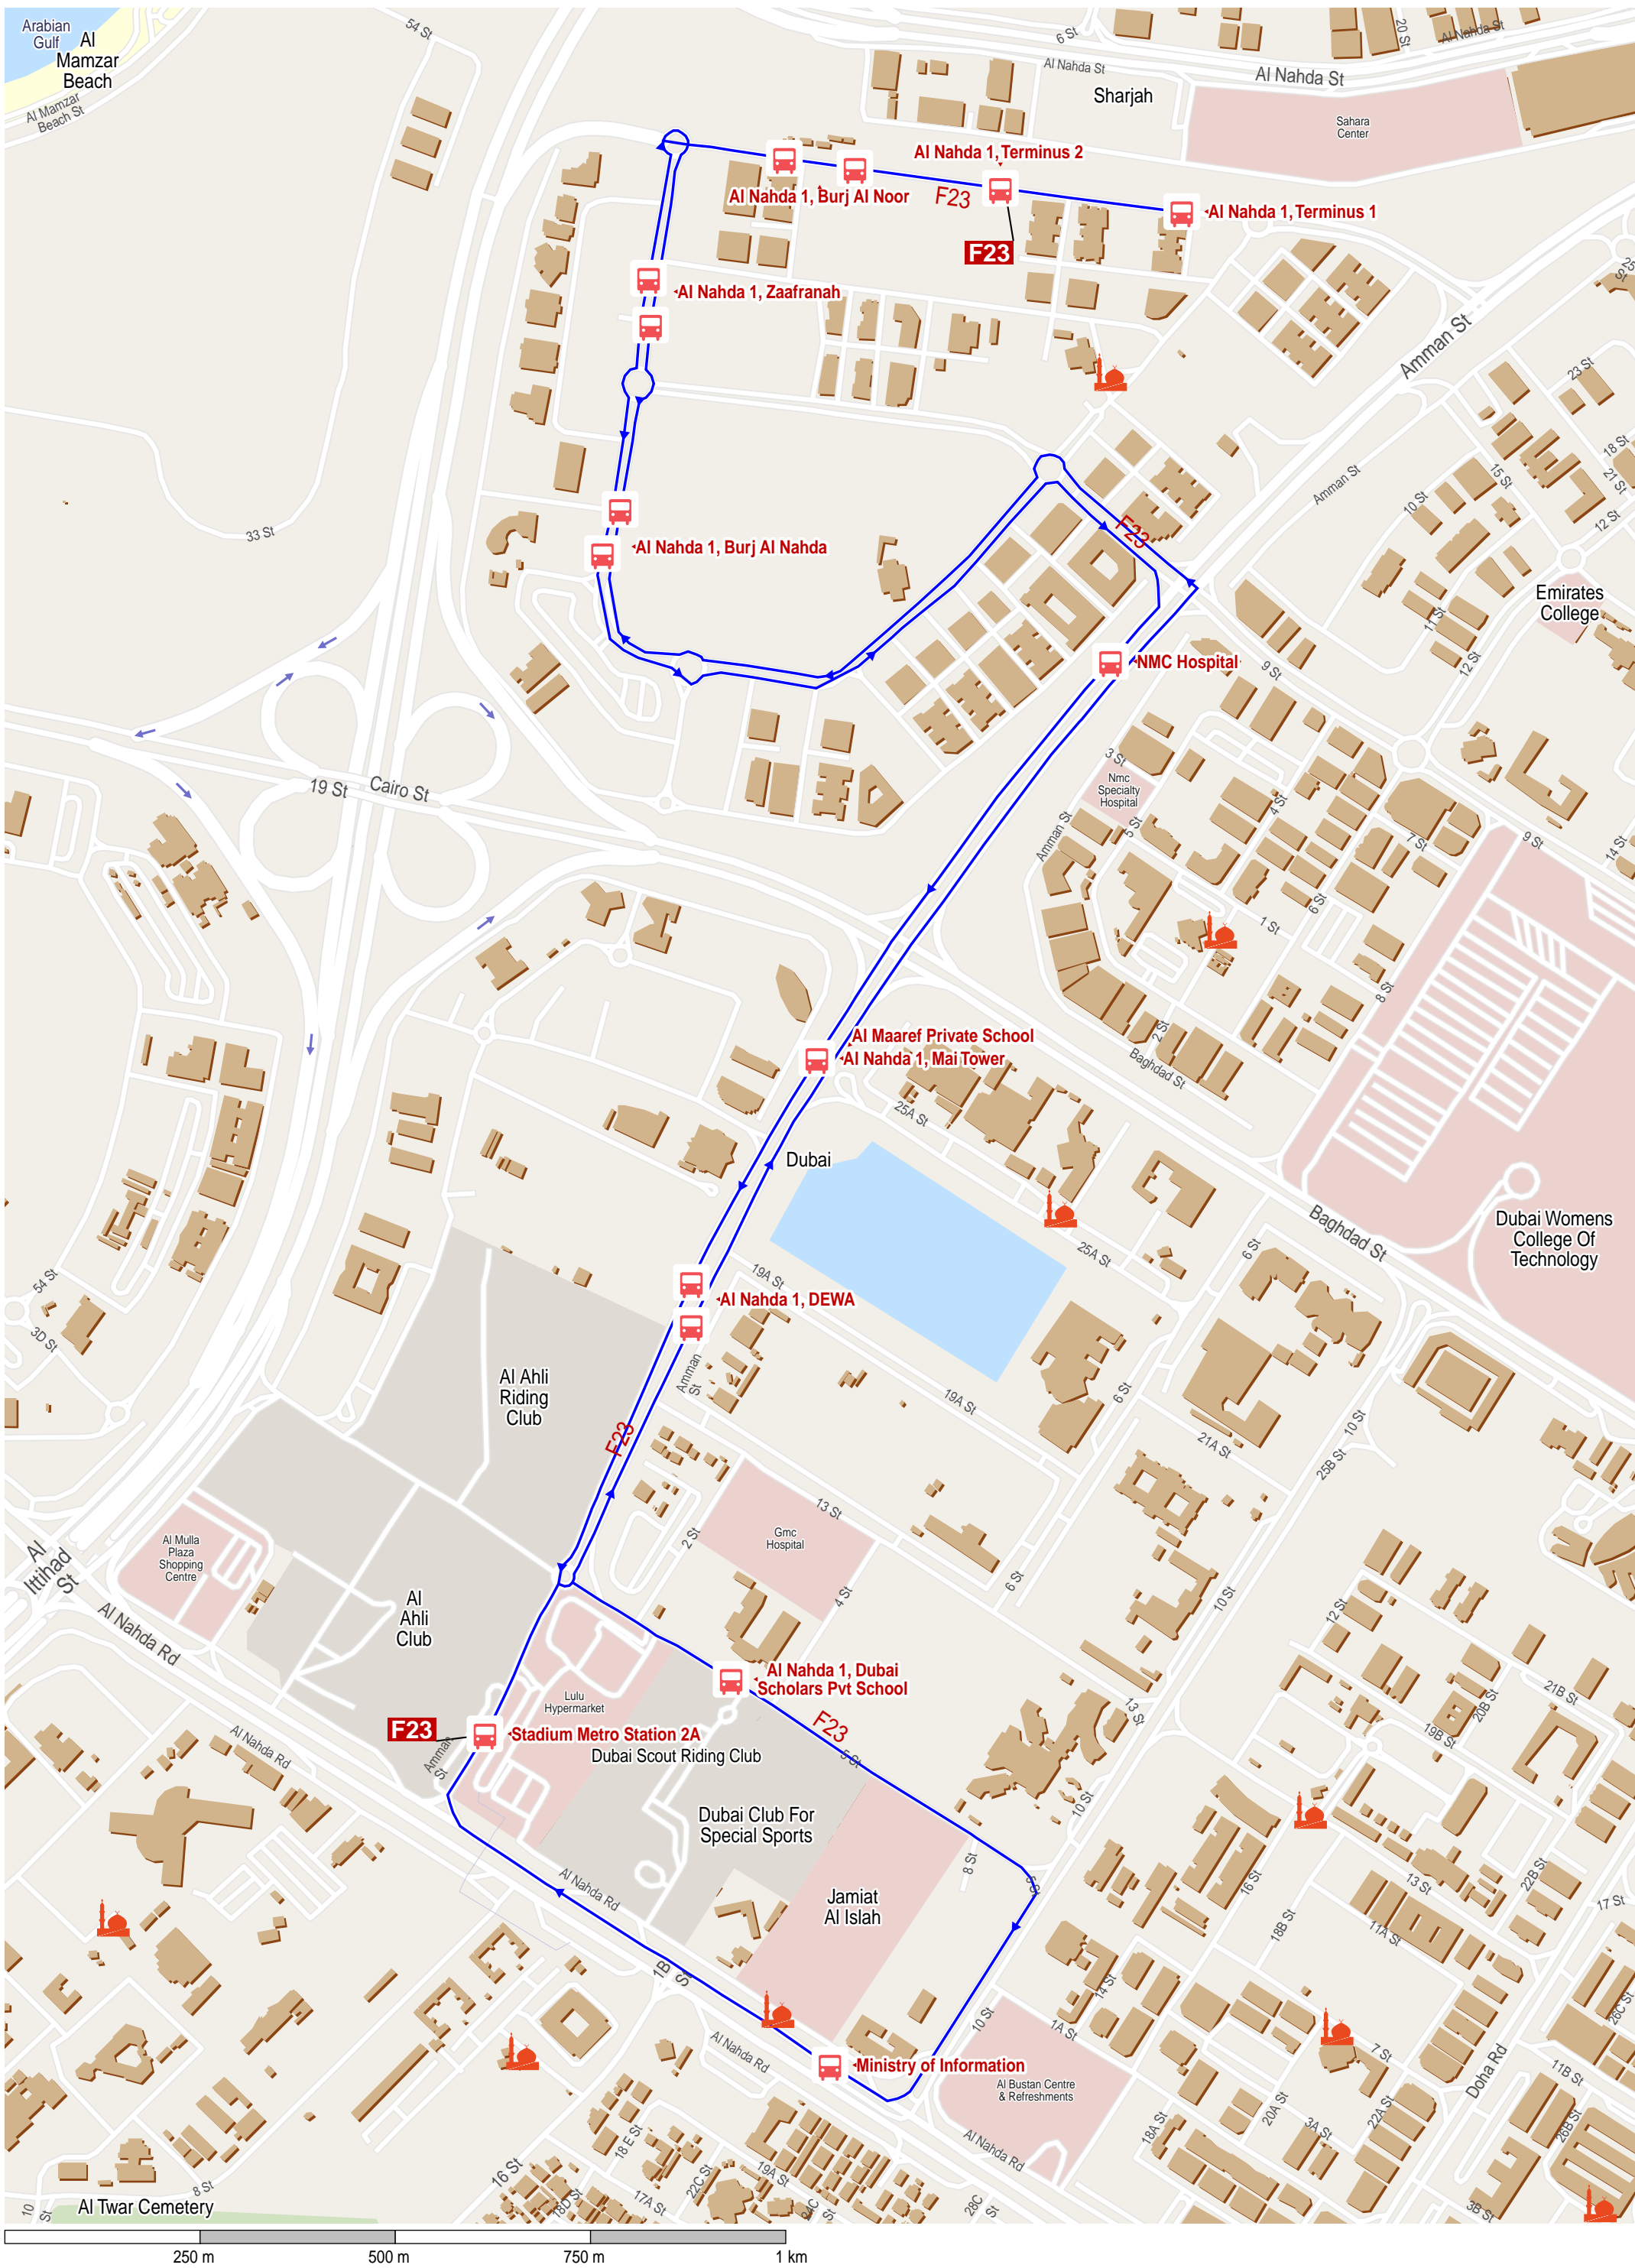 Arabian
Gulf
Al
Mamzar
Beach
Al Mamzar
Beach St
54 St
6 St
20 St
Al Nahda St
Al Nahda St
Al Nahda St
Sharjah
Sahara
Center
Al Nahda 1, Terminus 2
Al Nahda 1, Burj Al Noor
F23
Al Nahda 1, Terminus 1
F23
Al Nahda 1, Zaafranah
Amman St
23 St
18 St
21 St
15 St
10 St
12 St
Amman St
33 St
F23
Al Nahda 1, Burj Al Nahda
Emirates
College
11 St
12 St
NMC Hospital
9 St
3 St
Nmc
Specialty
Hospital
19 St
Cairo St
4 St
5 St
7 St
Amman St
9 St
14 St
6 St
1 St
8 St
2 St
Baghdad St
Al Maaref Private School
Al Nahda 1, Mai Tower
25A St
Dubai
Baghdad St
Dubai Womens
College Of
Technology
6 St
25A St
19A St
54 St
3D St
Al Nahda 1, DEWA
Amman
St
Al Ahli
Riding
Club
19A St
6 St
F23
21A St
10 St
25B St
13 St
Gmc
Hospital
2 St
4 St
6 St
Al Mulla
Plaza
Shopping
Centre
Al
Ittihad
St
Al
Ahli
Club
Al Nahda Rd
10 St
12 St
Al Nahda 1, Dubai
Scholars Pvt School
Lulu
Hypermarket
F23
Stadium Metro Station 2A
Dubai Scout Riding Club
F23
5 St
13 St
21B St
20B St
19B St
Al Nahda Rd
Amman
St
Dubai Club For
Special Sports
10 St
8 St
5 St
Al Nahda Rd
Jamiat
Al Islah
16 St
13 St
22B St
17 St
18B St
11A St
1B
St
14 St
10 St
1A St
26C St
Al Nahda Rd
7 St
Doha Rd
11B St
Ministry of Information
Al Bustan Centre
& Refreshments
18A St
20A St
3A St
22A St
26B St
18 E St
Al Nahda Rd
16 St
19A St
22C St
17A St
18D St
24C
St
28C
St
3B St
8 St
10
St
Al Twar Cemetery
250 m
500 m
750 m
1 km